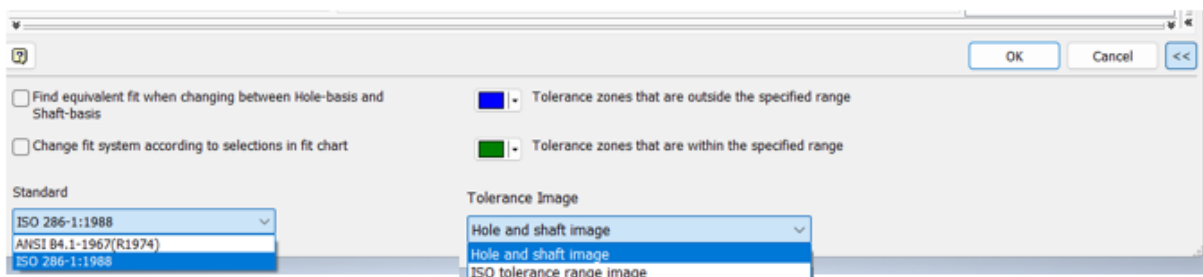 OK
Cancel
<<
Find equivalent fit when changing between Hole-basis and
Shaft-basis
Tolerance zones that are outside the specified range
Change fit system according to selections in fit chart
Tolerance zones that are within the specified range
Standard
Tolerance Image
ISO 286-1:1988
Hole and shaft image
ANSI B4.1-1967(R1974)
ISO 286-1:1988
Hole and shaft image
ISO tolerance range image